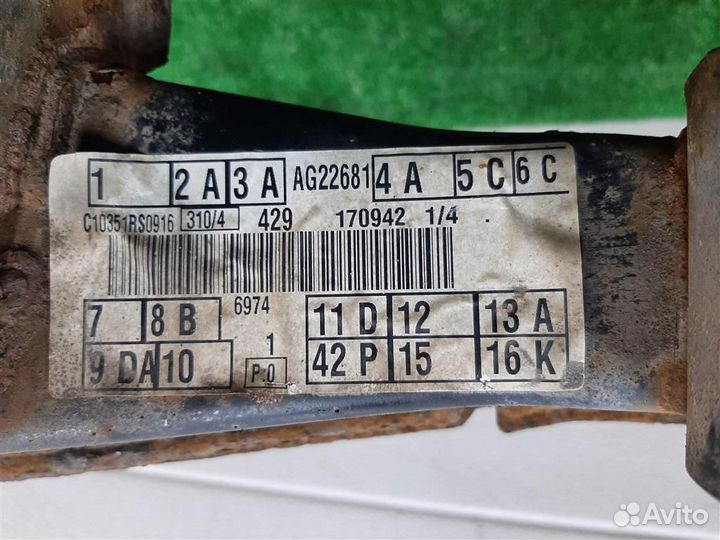 1 2 A 3 A AG22681 4 A 5 C 6 C
C10351RS0916 310/4 429 170942 1/4
7 8 B 6974 11 D 12 13 A
9 DA 10 1 P.0 42 P 15 16 K
Avito